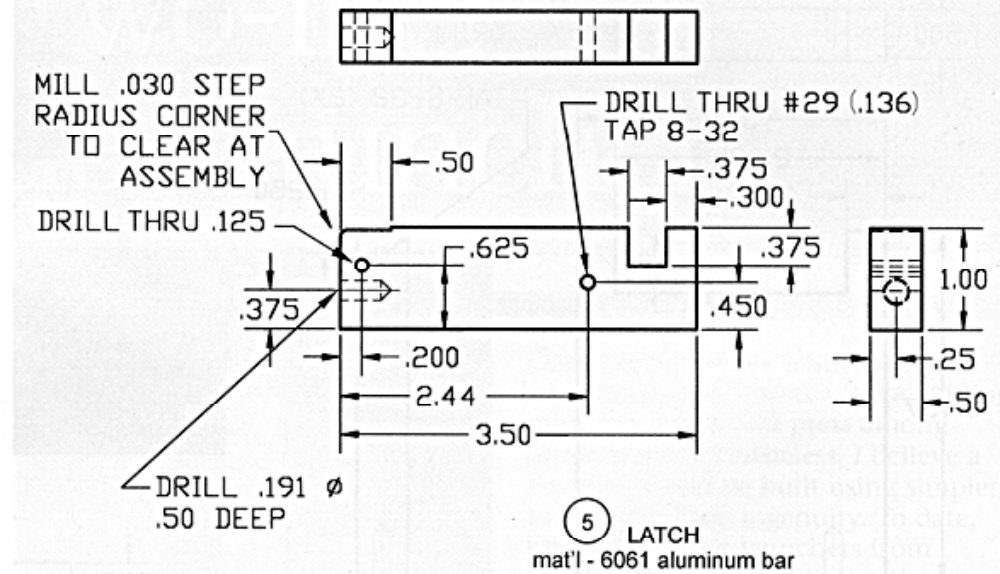 MILL .030 STEP
RADIUS CORNER
TO CLEAR AT
ASSEMBLY
DRILL THRU #29 (.136)
TAP 8-32
.50
.375
.300
DRILL THRU .125
.625
.375
1.00
.375
.450
.200
.25
2.44
.50
3.50
DRILL .191 ø
.50 DEEP
5
LATCH
mat'l - 6061 aluminum bar